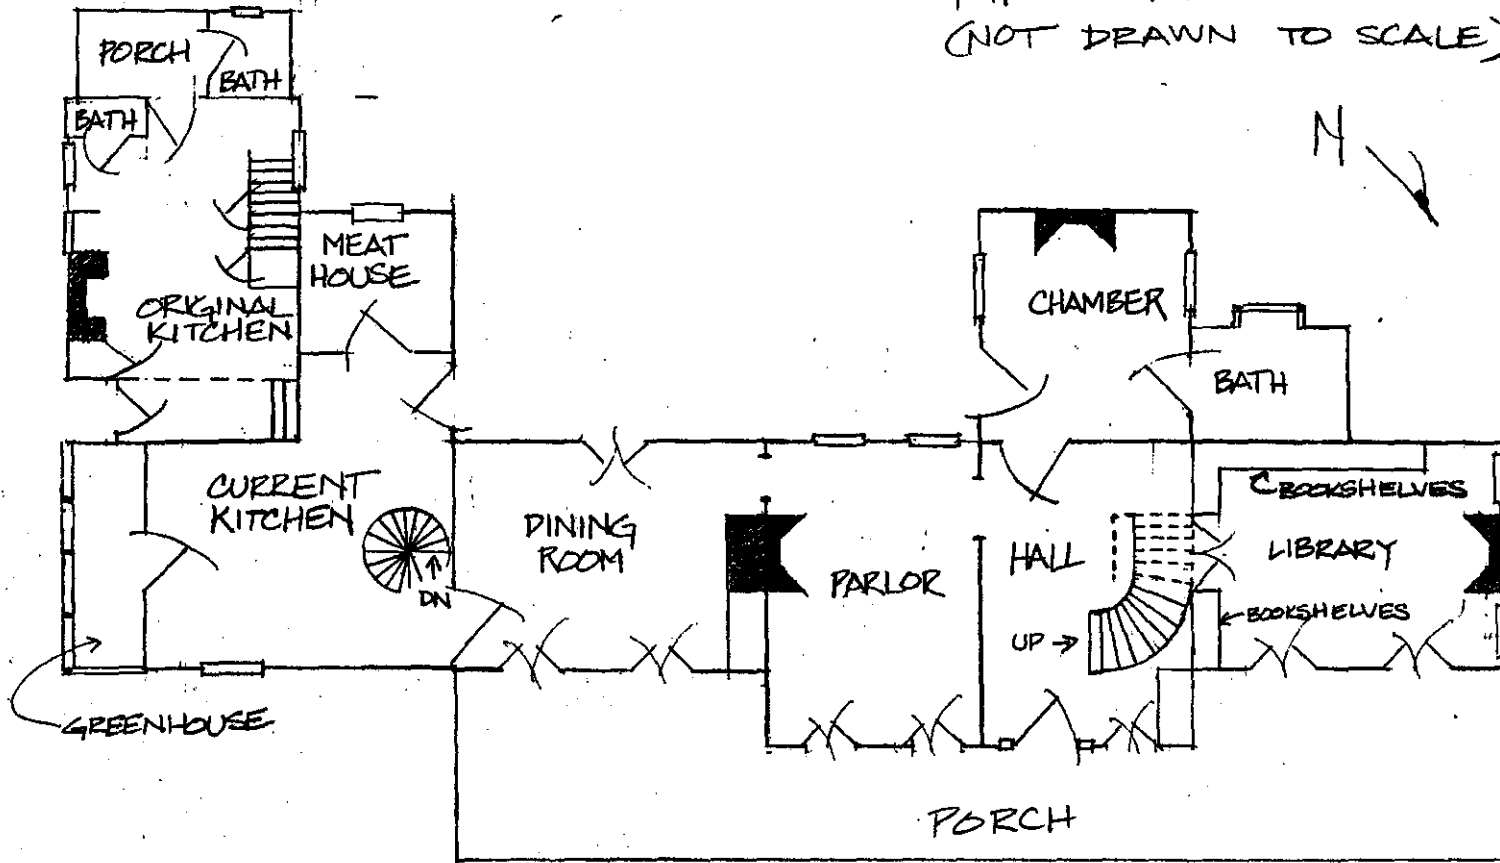 (NOT DRAWN TO SCALE)
N
PORCH
BATH
BATH
MEAT
HOUSE
ORIGINAL
KITCHEN
CHAMBER
BATH
CURRENT
KITCHEN
DN
DINING
ROOM
PARLOR
HALL
UP →
BOOKSHELVES
LIBRARY
BOOKSHELVES
GREENHOUSE
PORCH